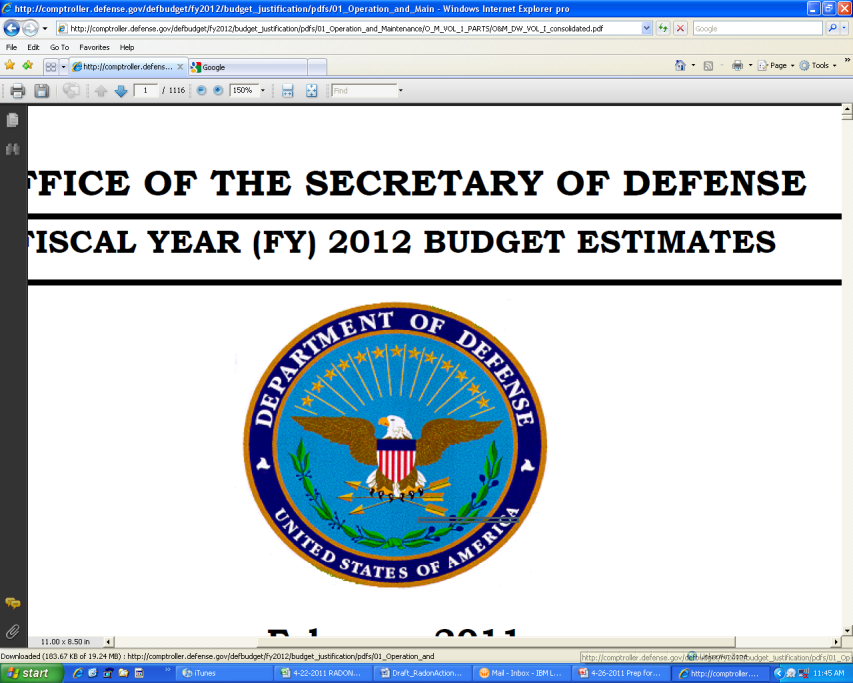 http://comptroller.defense.gov/defbudget/fy2012/budget_justification/pdfs/01_Operation_and_Main - Windows Internet Explorer pro
http://comptroller.defense.gov/defbudget/fy2012/budget_justification/pdfs/01_Operation_and_Maintenance/O_M_VOL_1_PARTS/O&M_DW_VOL_I_consolidated.pdf
Google
File Edit Go To Favorites Help
http://comptroller.defens...
Google
Page Tools
1 / 1116 150% Find
FFICE OF THE SECRETARY OF DEFENSE
FISCAL YEAR (FY) 2012 BUDGET ESTIMATES
DEPARTMENT OF DEFENSE
UNITED STATES OF AMERICA
2011
11.00 x 8.50 in
Downloaded (183.67 KB of 19.24 MB) : http://comptroller.defense.gov/defbudget/fy2012/budget_justification/pdfs/01_Operation_and
start
iTunes
4-22-2011 RADON...
Draft_RadonAction...
Mail - Inbox - IBM L...
4-26-2011 Prep for...
http://comptroller....
11:45 AM